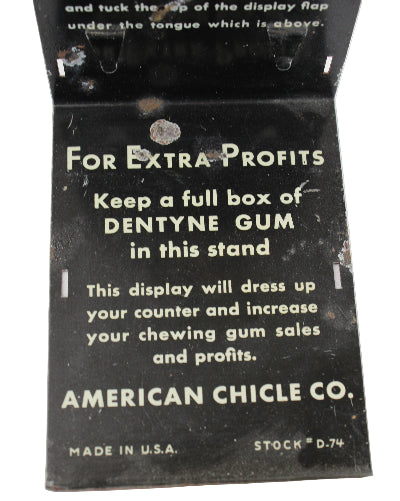 and tuck the top of the display flap
under the tongue which is above.
FOR EXTRA PROFITS
Keep a full box of
DENTYNE GUM
in this stand
This display will dress up
your counter and increase
your chewing gum sales
and profits.
AMERICAN CHICLE CO.
MADE IN U.S.A. STOCK # D-74